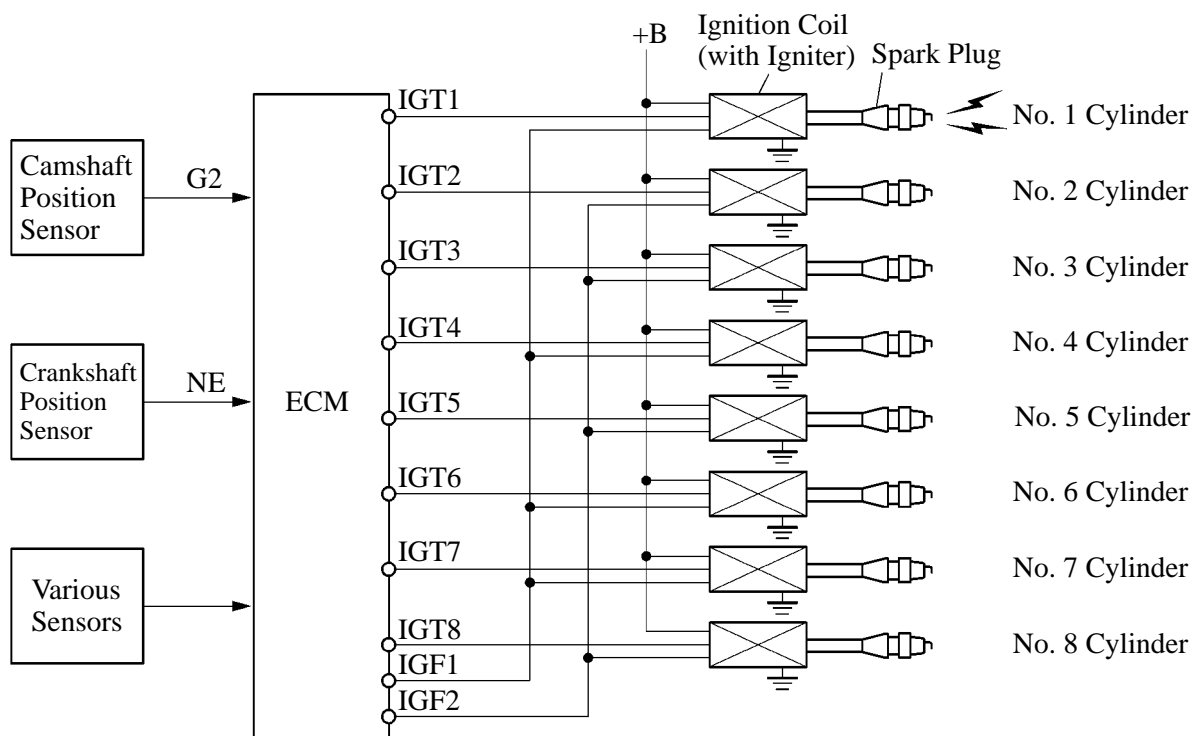 Ignition Coil
(with Igniter)
+B
Spark Plug
IGT1
No. 1 Cylinder
Camshaft
Position
Sensor
G2
IGT2
No. 2 Cylinder
IGT3
No. 3 Cylinder
IGT4
No. 4 Cylinder
Crankshaft
Position
Sensor
NE
ECM
IGT5
No. 5 Cylinder
IGT6
No. 6 Cylinder
Various
Sensors
IGT7
No. 7 Cylinder
IGT8
No. 8 Cylinder
IGF1
IGF2